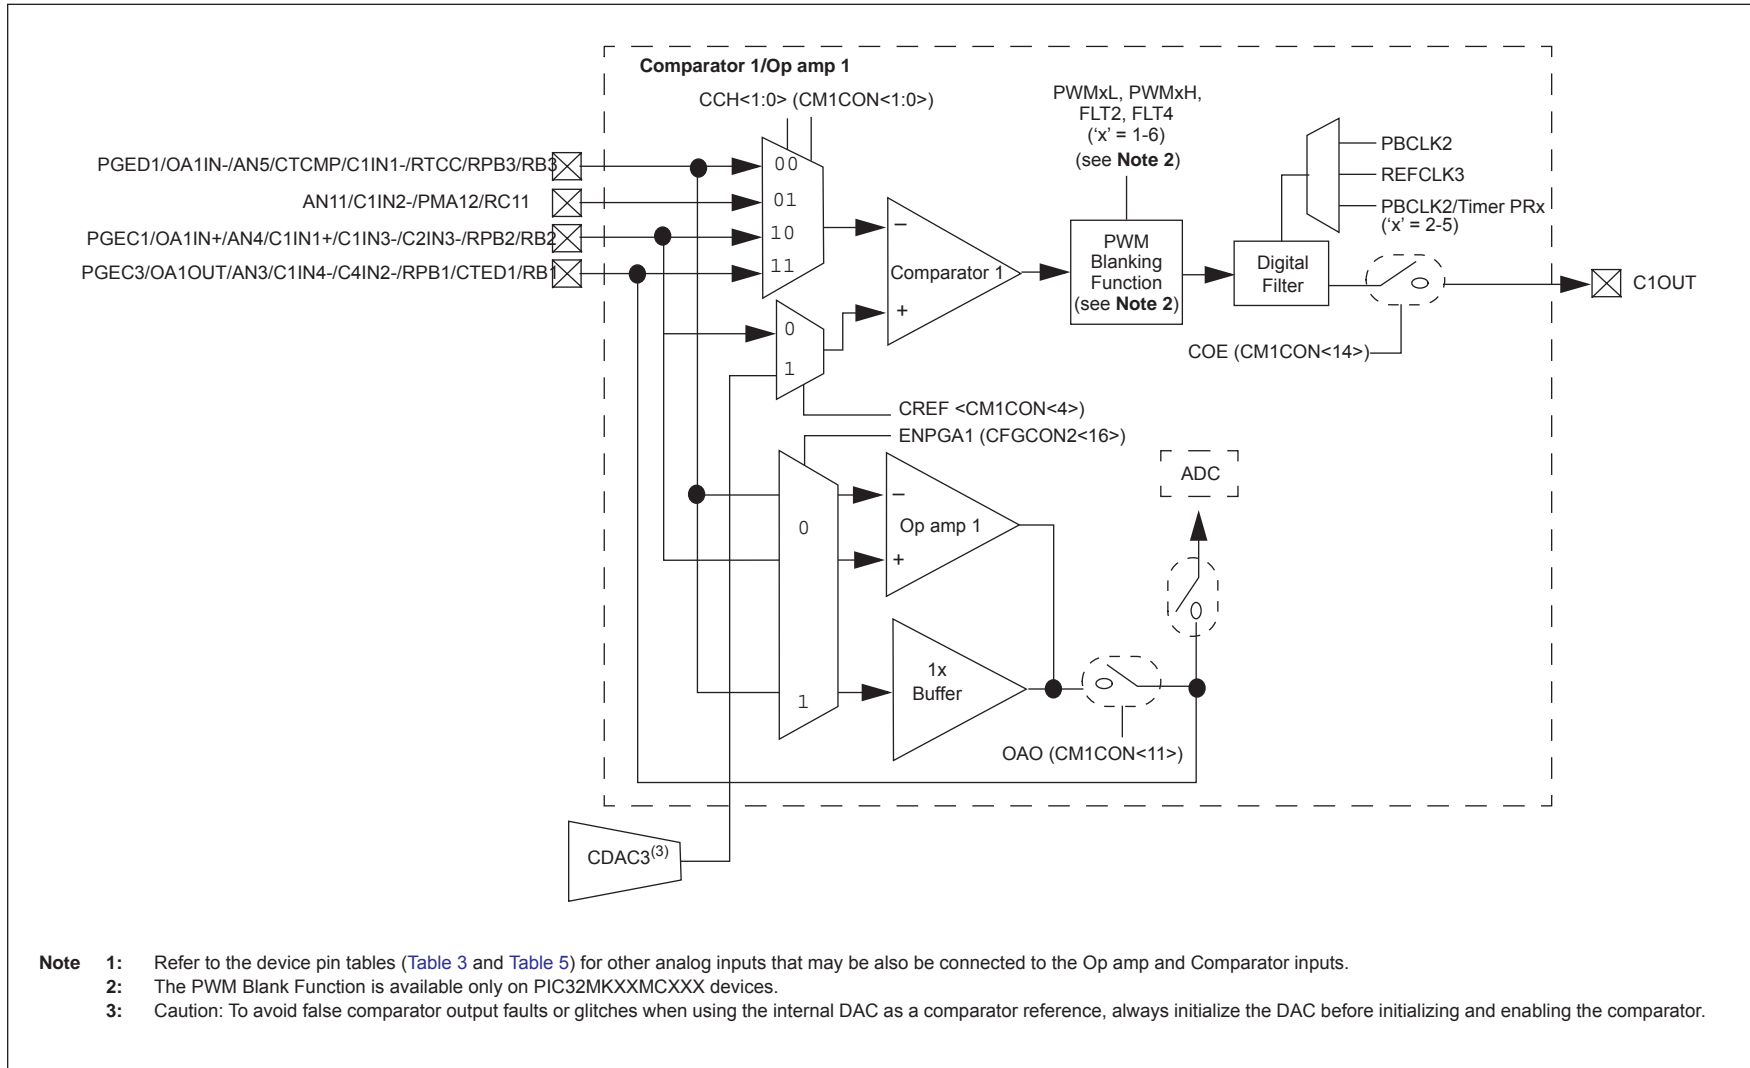 Comparator 1/Op amp 1
CCH<1:0> (CM1CON<1:0>)
PWMxL, PWMxH,
FLT2, FLT4
(‘x’ = 1-6)
(see Note 2)
PBCLK2
REFCLK3
PBCLK2/Timer PRx
(‘x’ = 2-5)
PGED1/OA1IN-/AN5/CTCMP/C1IN1-/RTCC/RPB3/RB3
AN11/C1IN2-/PMA12/RC11
PGEC1/OA1IN+/AN4/C1IN1+/C1IN3-/C2IN3-/RPB2/RB2
PGEC3/OA1OUT/AN3/C1IN4-/C4IN2-/RPB1/CTED1/RB1
00
01
10
11
–
Comparator 1
+
PWM
Blanking
Function
(see Note 2)
Digital
Filter
C1OUT
0
1
COE (CM1CON<14>)
CREF <CM1CON<4>)
ENPGA1 (CFGCON2<16>)
ADC
0
1
–
Op amp 1
+
1x
Buffer
OAO (CM1CON<11>)
CDAC3(3)
Note 1: Refer to the device pin tables (Table 3 and Table 5) for other analog inputs that may be also be connected to the Op amp and Comparator inputs.
2: The PWM Blank Function is available only on PIC32MKXXMCXXX devices.
3: Caution: To avoid false comparator output faults or glitches when using the internal DAC as a comparator reference, always initialize the DAC before initializing and enabling the comparator.